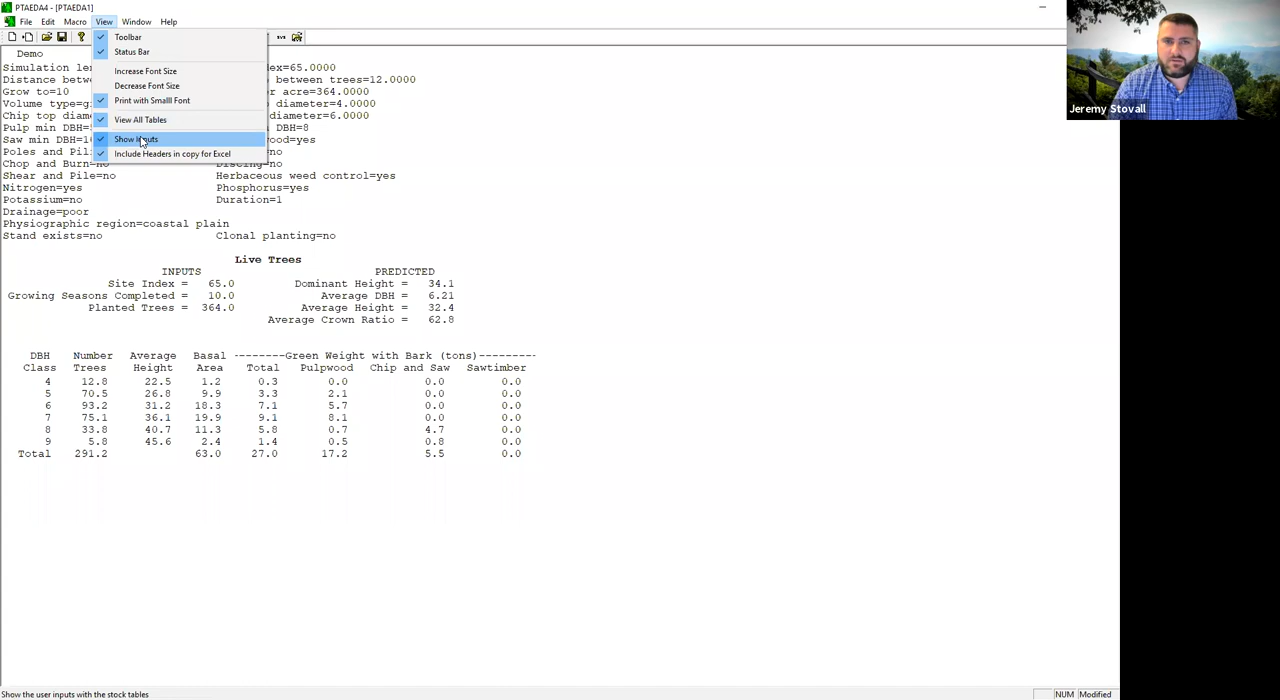 PTAEDA4 - [PTAEDA1]
File Edit Macro View Window Help
Toolbar
Status Bar
Increase Font Size
Decrease Font Size
Print with Smalll Font
View All Tables
Show Inputs
Include Headers in copy for Excel
Demo
Simulation le ex=65.0000
Distance betw between trees=12.0000
Grow to=10 r acre=364.0000
Volume type=g diameter=4.0000
Chip top diam diameter=6.0000
Pulp min DBH= DBH=8
Saw min DBH=1 ood=yes
Poles and Pil no
Chop and Burn=no Discing=no
Shear and Pile=no Herbaceous weed control=yes
Nitrogen=yes Phosphorus=yes
Potassium=no Duration=1
Drainage=poor
Physiographic region=coastal plain
Stand exists=no Clonal planting=no
Live Trees
INPUTS PREDICTED
Site Index = 65.0 Dominant Height = 34.1
Growing Seasons Completed = 10.0 Average DBH = 6.21
Planted Trees = 364.0 Average Height = 32.4
Average Crown Ratio = 62.8
DBH Number Average Basal --------Green Weight with Bark (tons)---------
Class Trees Height Area Total Pulpwood Chip and Saw Sawtimber
4 12.8 22.5 1.2 0.3 0.0 0.0 0.0
5 70.5 26.8 9.9 3.3 2.1 0.0 0.0
6 93.2 31.2 18.3 7.1 5.7 0.0 0.0
7 75.1 36.1 19.9 9.1 8.1 0.0 0.0
8 33.8 40.7 11.3 5.8 0.7 4.7 0.0
9 5.8 45.6 2.4 1.4 0.5 0.8 0.0
Total 291.2 63.0 27.0 17.2 5.5 0.0
Jeremy Stovall
Show the user inputs with the stock tables
NUM Modified